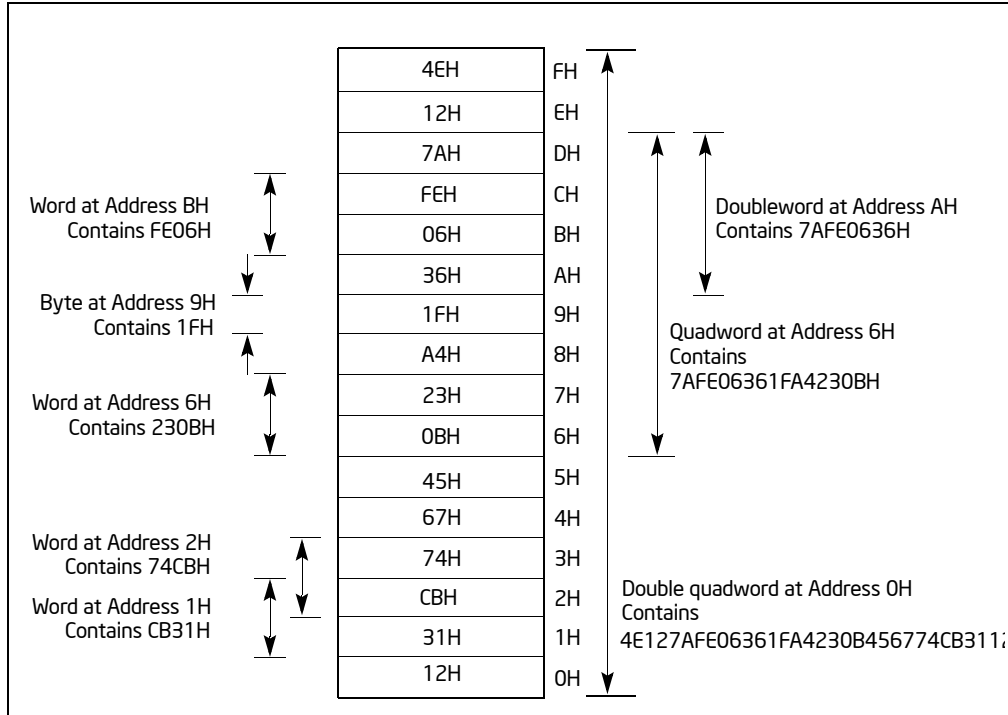 4EH FH
12H EH
7AH DH
FEH CH
06H BH
36H AH
1FH 9H
A4H 8H
23H 7H
0BH 6H
45H 5H
67H 4H
74H 3H
CBH 2H
31H 1H
12H 0H
Word at Address BH
Contains FE06H
Byte at Address 9H
Contains 1FH
Word at Address 6H
Contains 230BH
Word at Address 2H
Contains 74CBH
Word at Address 1H
Contains CB31H
Doubleword at Address AH
Contains 7AFE0636H
Quadword at Address 6H
Contains
7AFE06361FA4230BH
Double quadword at Address 0H
Contains
4E127AFE06361FA4230B456774CB3112